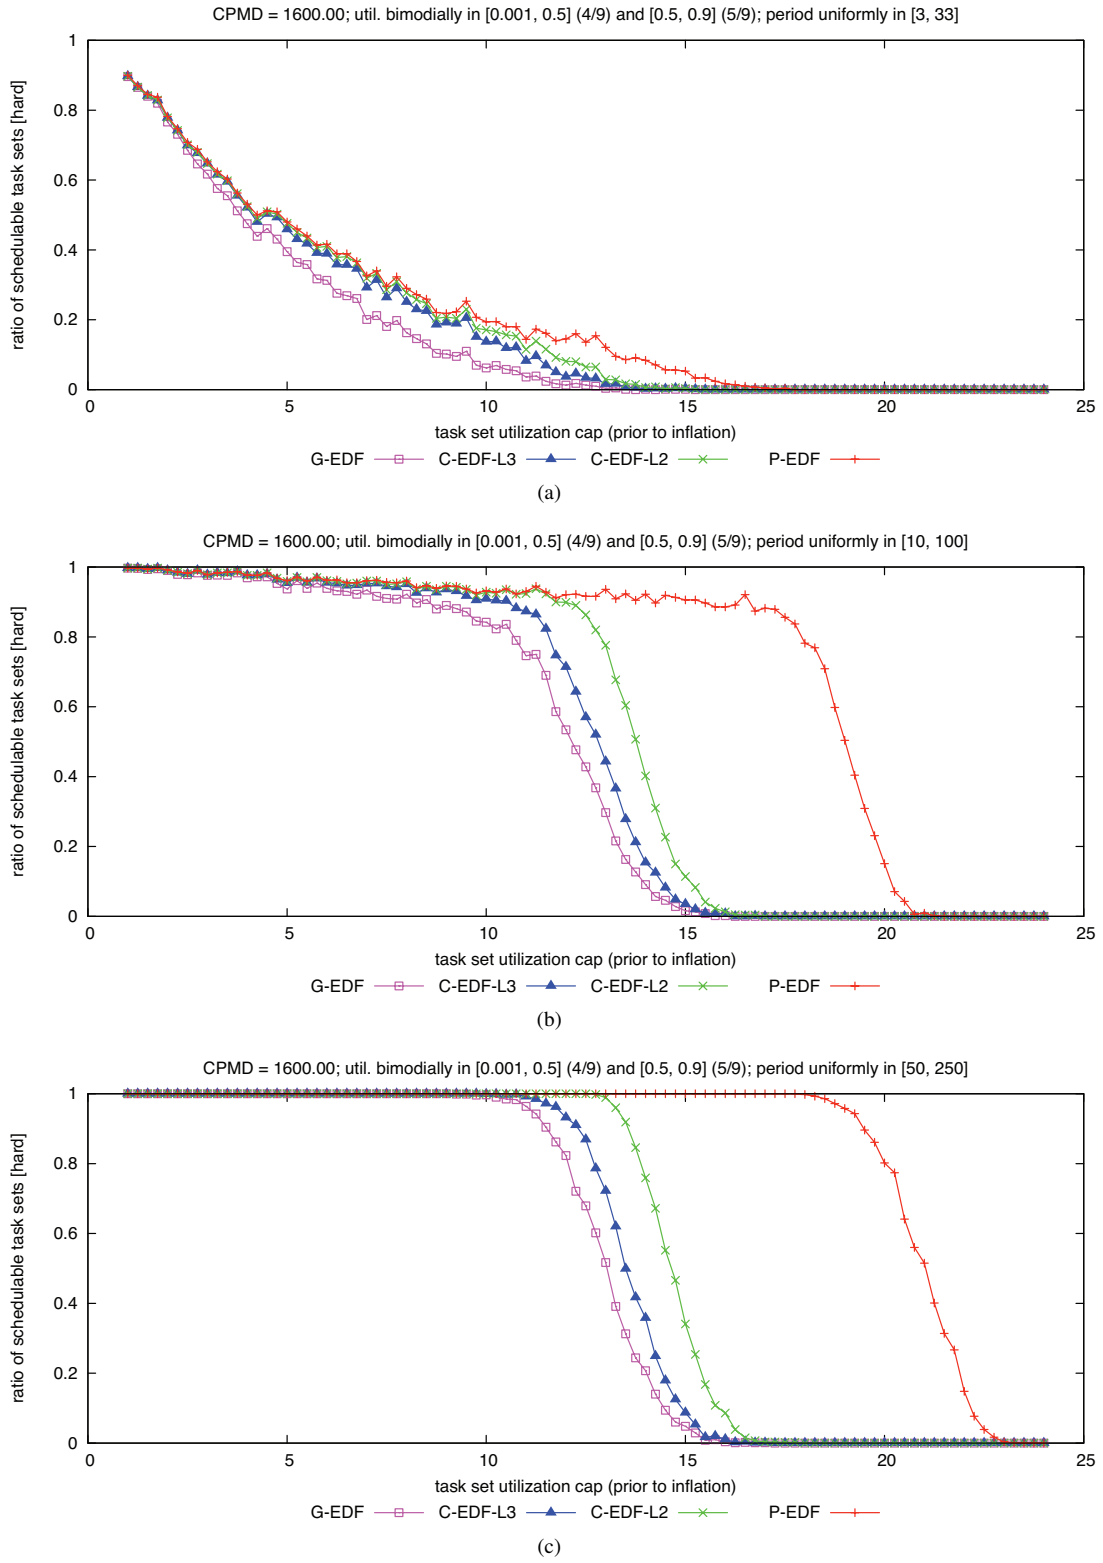 CPMD = 1600.00; util. bimodially in [0.001, 0.5] (4/9) and [0.5, 0.9] (5/9); period uniformly in [3, 33]
ratio of schedulable task sets [hard]
1
0.8
0.6
0.4
0.2
0
0 5 10 15 20 25
task set utilization cap (prior to inflation)
G-EDF C-EDF-L3 C-EDF-L2 P-EDF
(a)
CPMD = 1600.00; util. bimodially in [0.001, 0.5] (4/9) and [0.5, 0.9] (5/9); period uniformly in [10, 100]
ratio of schedulable task sets [hard]
1
0.8
0.6
0.4
0.2
0
0 5 10 15 20 25
task set utilization cap (prior to inflation)
G-EDF C-EDF-L3 C-EDF-L2 P-EDF
(b)
CPMD = 1600.00; util. bimodially in [0.001, 0.5] (4/9) and [0.5, 0.9] (5/9); period uniformly in [50, 250]
ratio of schedulable task sets [hard]
1
0.8
0.6
0.4
0.2
0
0 5 10 15 20 25
task set utilization cap (prior to inflation)
G-EDF C-EDF-L3 C-EDF-L2 P-EDF
(c)